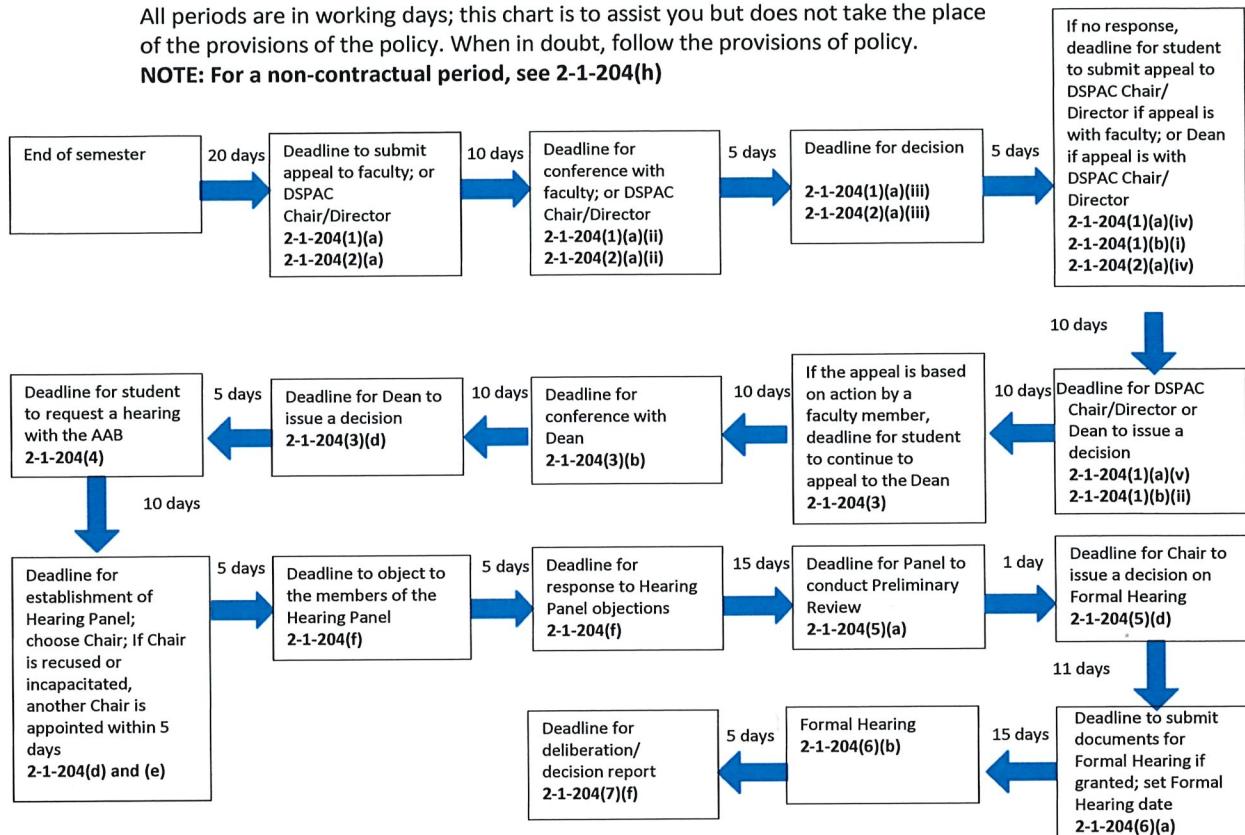 All periods are in working days; this chart is to assist you but does not take the place
of the provisions of the policy. When in doubt, follow the provisions of policy.
NOTE: For a non-contractual period, see 2-1-204(h)
End of semester
20 days
Deadline to submit
appeal to faculty; or
DSPAC
Chair/Director
2-1-204(1)(a)
2-1-204(2)(a)
10 days
Deadline for
conference with
faculty; or DSPAC
Chair/Director
2-1-204(1)(a)(ii)
2-1-204(2)(a)(ii)
5 days
Deadline for decision
2-1-204(1)(a)(iii)
2-1-204(2)(a)(iii)
5 days
If no response,
deadline for student
to submit appeal to
DSPAC Chair/
Director if appeal is
with faculty; or Dean
if appeal is with
DSPAC Chair/
Director
2-1-204(1)(a)(iv)
2-1-204(1)(b)(i)
2-1-204(2)(a)(iv)
10 days
Deadline for DSPAC
Chair/Director or
Dean to issue a
decision
2-1-204(1)(a)(v)
2-1-204(1)(b)(ii)
10 days
If the appeal is based
on action by a
faculty member,
deadline for student
to continue to
appeal to the Dean
2-1-204(3)
10 days
Deadline for
conference with
Dean
2-1-204(3)(b)
10 days
Deadline for Dean to
issue a decision
2-1-204(3)(d)
5 days
Deadline for student
to request a hearing
with the AAB
2-1-204(4)
10 days
Deadline for
establishment of
Hearing Panel;
choose Chair; If Chair
is recused or
incapacitated,
another Chair is
appointed within 5
days
2-1-204(d) and (e)
5 days
Deadline to object to
the members of the
Hearing Panel
2-1-204(f)
5 days
Deadline for
response to Hearing
Panel objections
2-1-204(f)
15 days
Deadline for Panel to
conduct Preliminary
Review
2-1-204(5)(a)
1 day
Deadline for Chair to
issue a decision on
Formal Hearing
2-1-204(5)(d)
11 days
Deadline to submit
documents for
Formal Hearing if
granted; set Formal
Hearing date
2-1-204(6)(a)
15 days
Formal Hearing
2-1-204(6)(b)
5 days
Deadline for
deliberation/
decision report
2-1-204(7)(f)